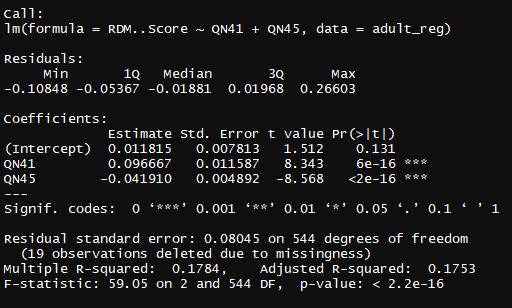 Call:
lm(formula = RDM..Score ~ QN41 + QN45, data = adult_reg)

Residuals:
     Min       1Q   Median       3Q      Max
-0.10848 -0.05367 -0.01881  0.01968  0.26603

Coefficients:
             Estimate Std. Error t value Pr(>|t|)
(Intercept)  0.011815   0.007813   1.512    0.131
QN41         0.096667   0.011587   8.343    6e-16 ***
QN45        -0.041910   0.004892  -8.568   <2e-16 ***
---
Signif. codes:  0 ‘***’ 0.001 ‘**’ 0.01 ‘*’ 0.05 ‘.’ 0.1 ‘ ’ 1

Residual standard error: 0.08045 on 544 degrees of freedom
  (19 observations deleted due to missingness)
Multiple R-squared:  0.1784,	Adjusted R-squared:  0.1753
F-statistic: 59.05 on 2 and 544 DF,  p-value: < 2.2e-16